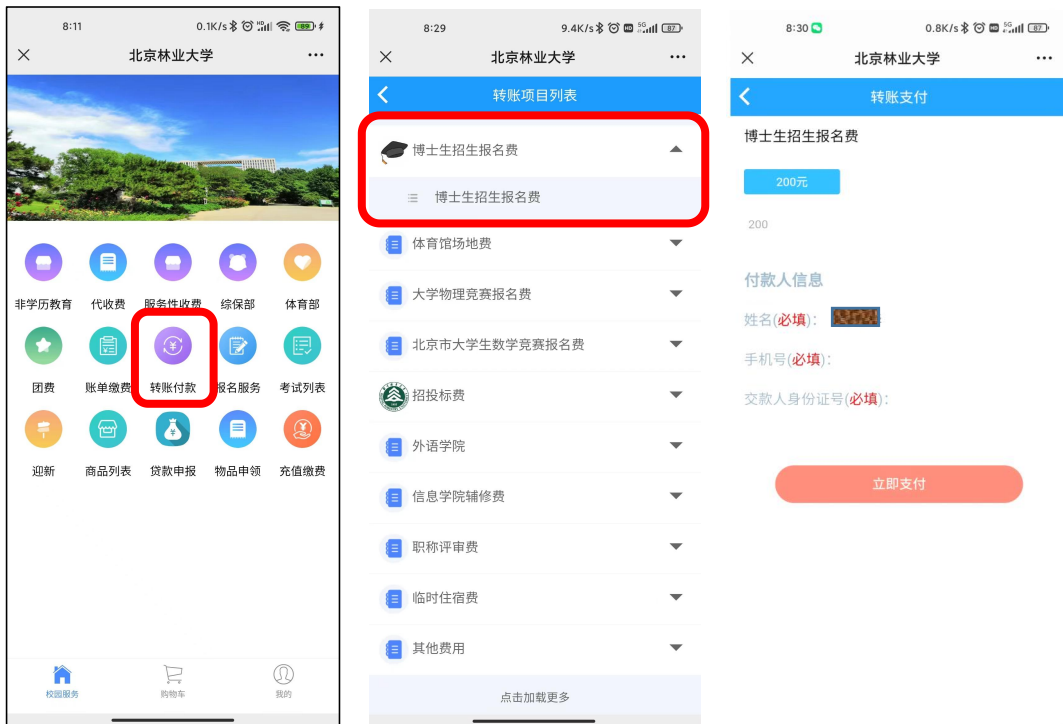 8:11
0.1K/s HD 89
北京林业大学
非学历教育 代收费 服务性收费 综保部 体育部
团费 账单缴费 转账付款 报名服务 考试列表
迎新 商品列表 贷款申报 物品申领 充值缴费
校园服务 购物车 我的
8:29
9.4K/s HD 5G 87
北京林业大学
转账项目列表
博士生招生报名费
博士生招生报名费
体育馆场地费
大学物理竞赛报名费
北京市大学生数学竞赛报名费
招投标费
外语学院
信息学院辅修费
职称评审费
临时住宿费
其他费用
点击加载更多
8:30
0.8K/s HD 5G 87
北京林业大学
转账支付
博士生招生报名费
200元
200
付款人信息
姓名(必填):
手机号(必填):
交款人身份证号(必填):
立即支付